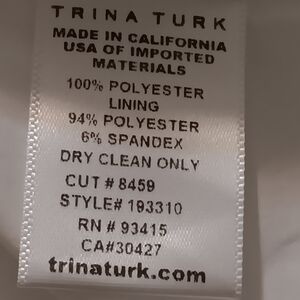 TRINA TURK
MADE IN CALIFORNIA
USA OF IMPORTED
MATERIALS
100% POLYESTER
LINING
94% POLYESTER
6% SPANDEX
DRY CLEAN ONLY
CUT # 8459
STYLE# 193310
RN # 93415
CA#30427
trinaturk.com